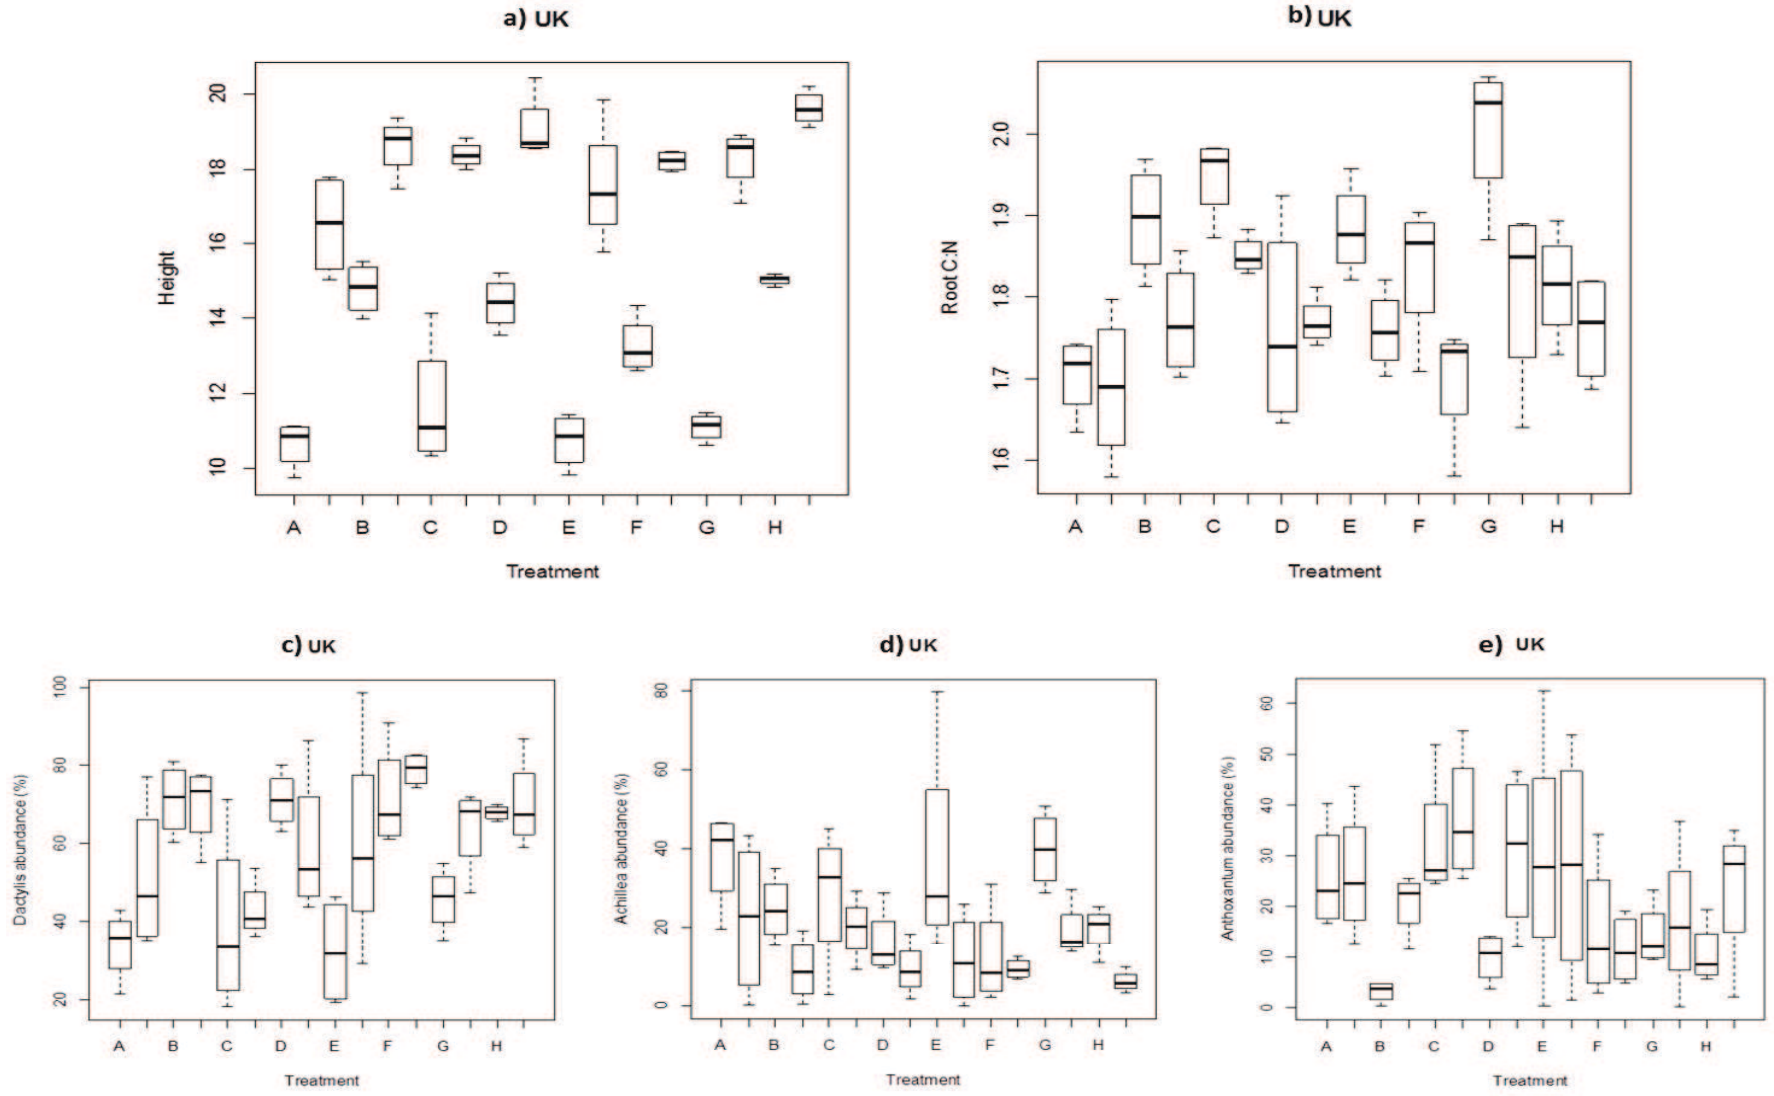 a) UK
Height
20
18
16
14
12
10
A B C D E F G H
Treatment
b) UK
Root C:N
2.0
1.9
1.8
1.7
1.6
A B C D E F G H
Treatment
c) UK
Dactylis abundance (%)
100
80
60
40
20
A B C D E F G H
Treatment
d) UK
Achillea abundance (%)
80
60
40
20
0
A B C D E F G H
Treatment
e) UK
Anthoxantum abundance (%)
60
50
40
30
20
10
0
A B C D E F G H
Treatment